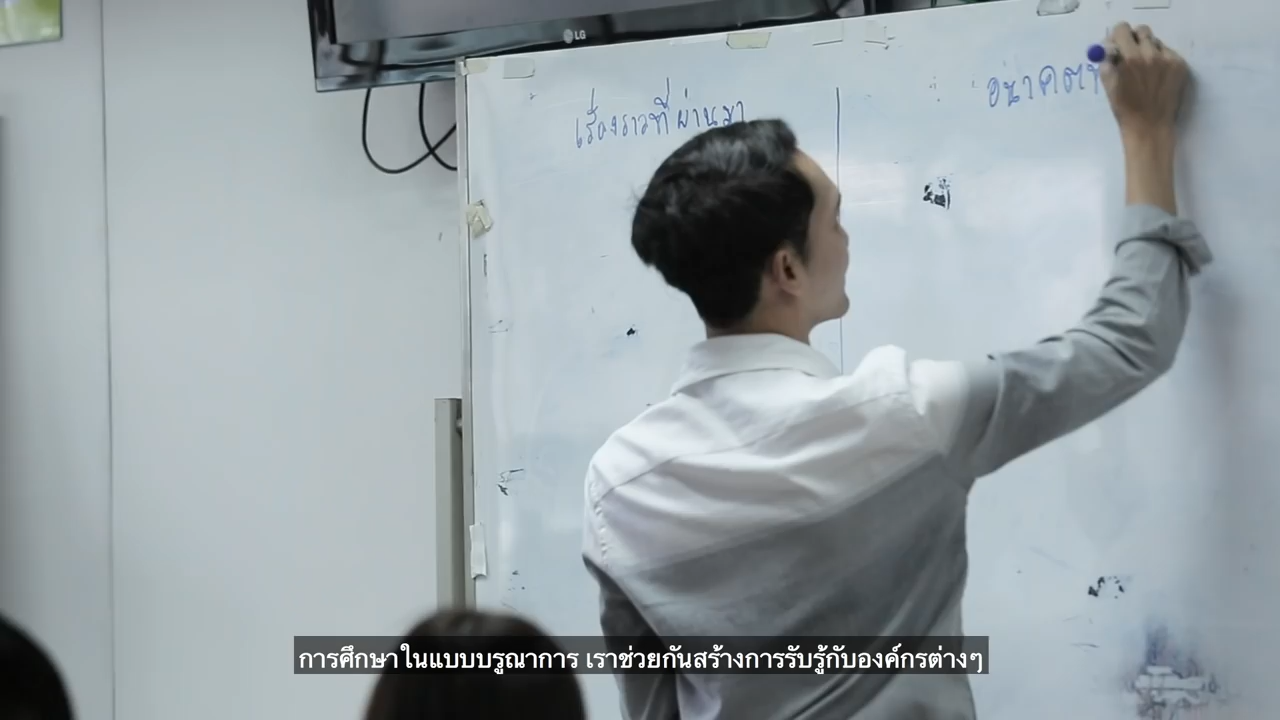 LG
เรื่องราวที่ผ่านมา
อนาคตที่
การศึกษาในแบบบรูณาการ เราช่วยกันสร้างการรับรู้กับองค์กรต่างๆ